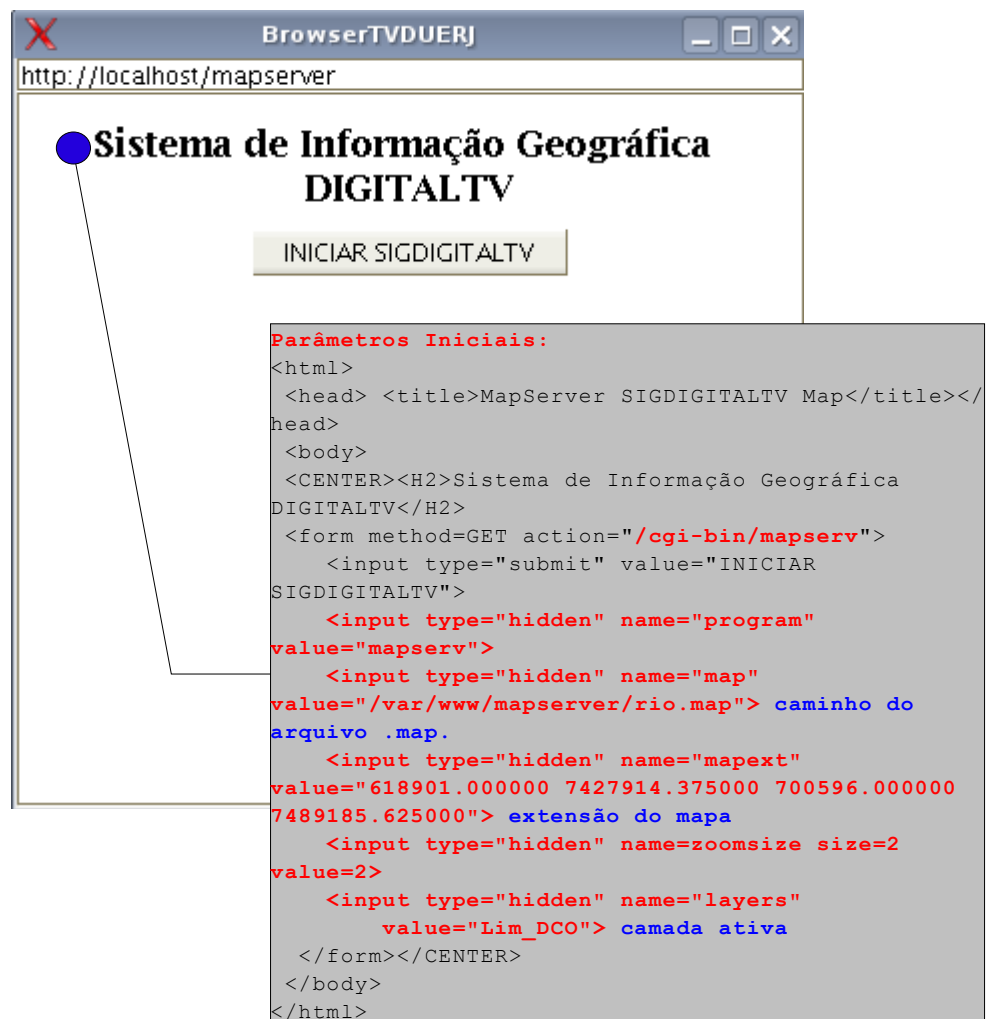 BrowserTVDUERJ
http://localhost/mapserver
Sistema de Informação Geográfica
DIGITALTV
INICIAR SIGDIGITALTV
Parâmetros Iniciais:
<html>
<head> <title>MapServer SIGDIGITALTV Map</title></
head>
<body>
<CENTER><H2>Sistema de Informação Geográfica
DIGITALTV</H2>
<form method=GET action="/cgi-bin/mapserv">
<input type="submit" value="INICIAR
SIGDIGITALTV">
<input type="hidden" name="program"
value="mapserv">
<input type="hidden" name="map"
value="/var/www/mapserver/rio.map"> caminho do
arquivo .map.
<input type="hidden" name="mapext"
value="618901.000000 7427914.375000 700596.000000
7489185.625000"> extensão do mapa
<input type="hidden" name=zoomsize size=2
value=2>
<input type="hidden" name="layers"
value="Lim_DCO"> camada ativa
</form></CENTER>
</body>
</html>